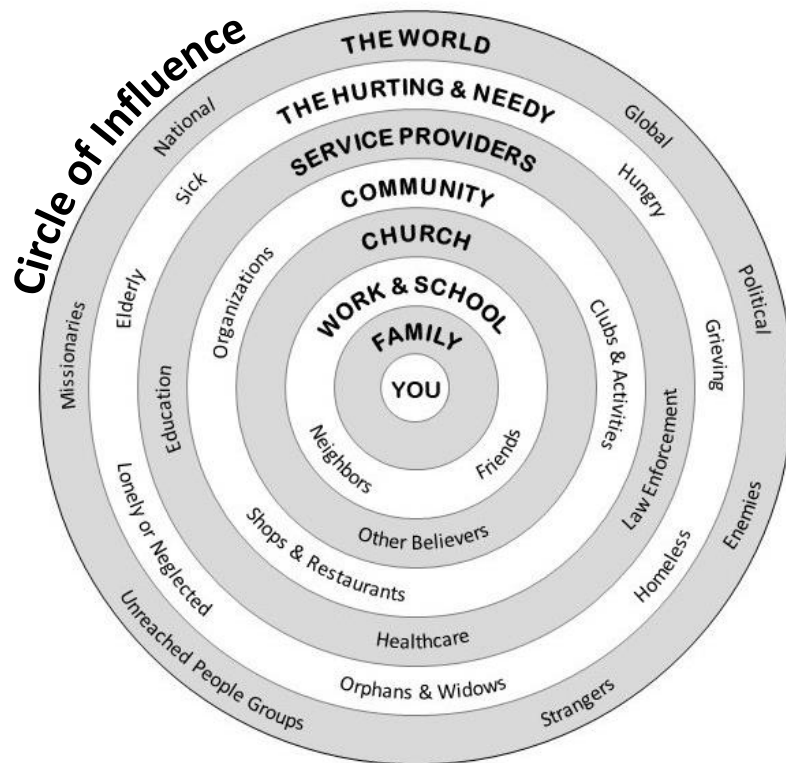 Circle of Influence
THE WORLD
National
Global
Political
Enemies
Strangers
Unreached People Groups
Missionaries
THE HURTING & NEEDY
Sick
Hungry
Grieving
Homeless
Orphans & Widows
Lonely or Neglected
Elderly
SERVICE PROVIDERS
Law Enforcement
Healthcare
Education
COMMUNITY
Organizations
Clubs & Activities
Shops & Restaurants
CHURCH
Other Believers
WORK & SCHOOL
Neighbors
Friends
FAMILY
YOU